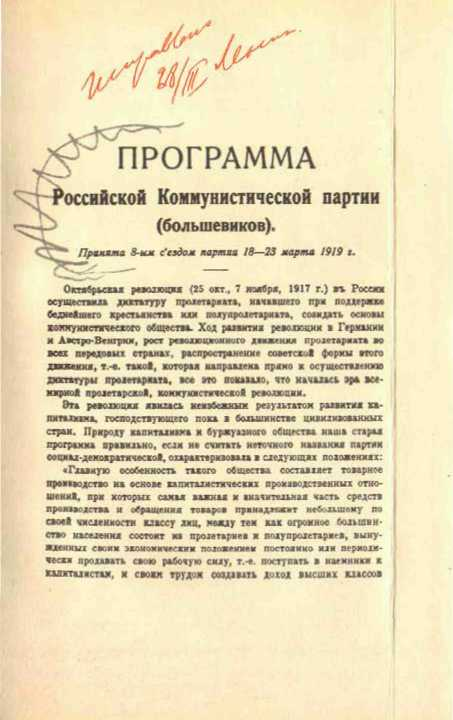 Исправлено
28/III Ленин.
ПРОГРАММА
Российской Коммунистической партии
(большевиков).
Принята 8-ым с'ездом партии 18—23 марта 1919 г.
Октябрьская революция (25 окт., 7 ноября, 1917 г.) въ России
осуществила диктатуру пролетариата, начавшего при поддержке
беднейшего крестьянства или полупролетариата, созидать основы
коммунистического общества. Ход развития революции в Германии
и Австро-Венгрии, рост революционного движения пролетариата во
всех передовых странах, распространение советской формы этого
движения, т.-е. такой, которая направлена прямо к осуществлению
диктатуры пролетариата, все это показало, что началась эра все-
мирной пролетарской, коммунистической революции.
Эта революция явилась неизбежным результатом развития ка-
питализма, господствующего пока в большинстве цивилизованных
стран. Природу капитализма и буржуазного общества наша старая
программа правильно, если не считать неточного названия партии
социал-демократической, охарактеризовала в следующих положениях:
«Главную особенность такого общества составляет товарное
производство на основе капиталистических производственных отно-
шений, при которых самая важная и значительная часть средств
производства и обращения товаров принадлежит небольшому по
своей численности классу лиц, между тем как огромное большин-
ство населения состоит из пролетариев и полупролетариев, выну-
жденных своим экономическим положением постоянно или периоди-
чески продавать свою рабочую силу, т.-е. поступать в наемники к
капиталистам, и своим трудом создавать доход высших классов